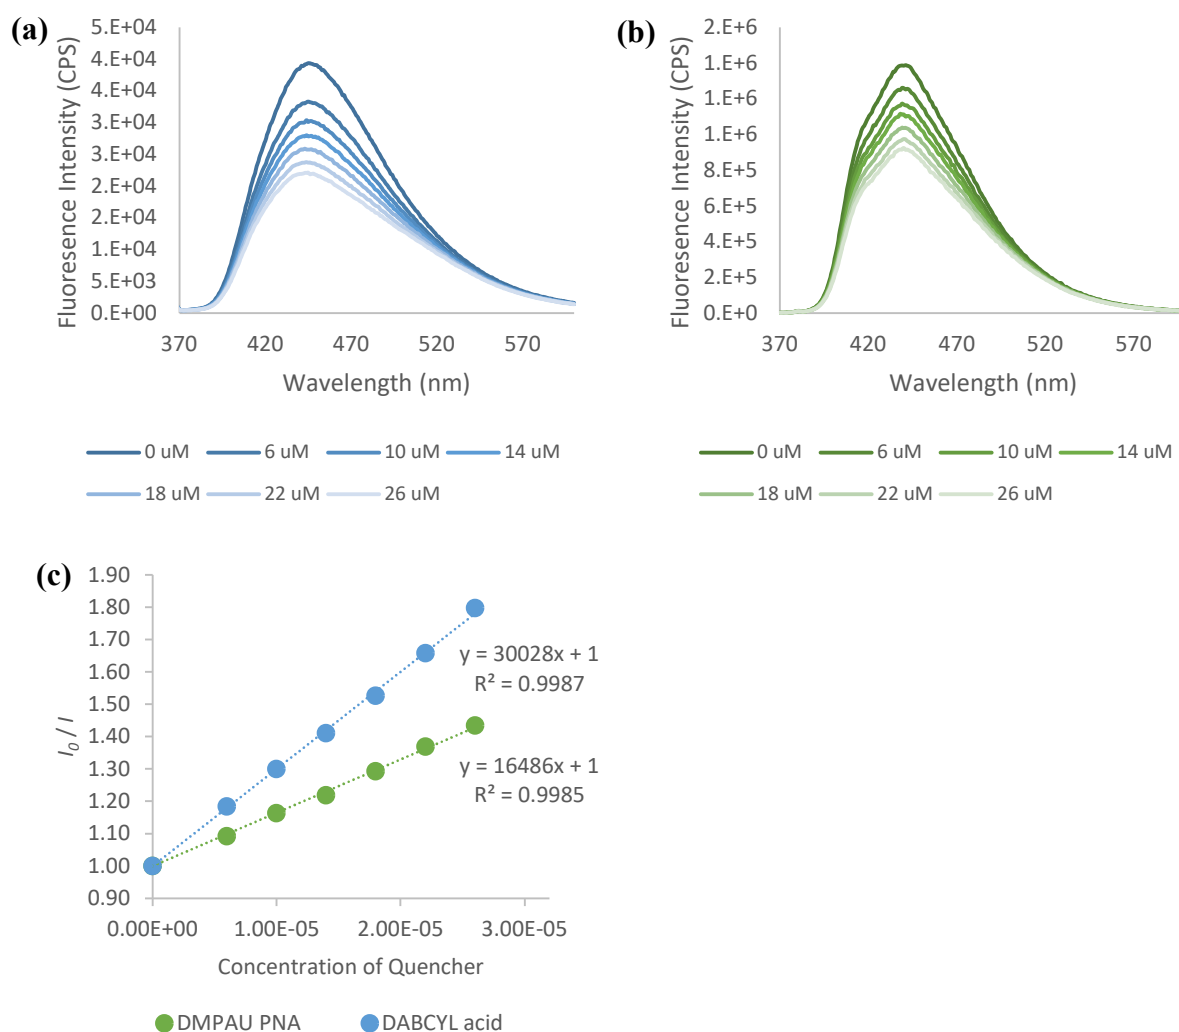 (a)
Fluoresence Intensity (CPS)
5.E+04
4.E+04
4.E+04
3.E+04
3.E+04
2.E+04
2.E+04
1.E+04
5.E+03
0.E+00
370 420 470 520 570
Wavelength (nm)
0 uM 6 uM 10 uM 14 uM
18 uM 22 uM 26 uM
(b)
Fluoresence Intensity (CPS)
2.E+6
1.E+6
1.E+6
1.E+6
8.E+5
6.E+5
4.E+5
2.E+5
0.E+0
370 420 470 520 570
Wavelength (nm)
0 uM 6 uM 10 uM 14 uM
18 uM 22 uM 26 uM
(c)
I₀ / I
1.90
1.80
1.70
1.60
1.50
1.40
1.30
1.20
1.10
1.00
0.90
y = 30028x + 1
R² = 0.9987
y = 16486x + 1
R² = 0.9985
0.00E+00 1.00E-05 2.00E-05 3.00E-05
Concentration of Quencher
DMPAU PNA DABCYL acid